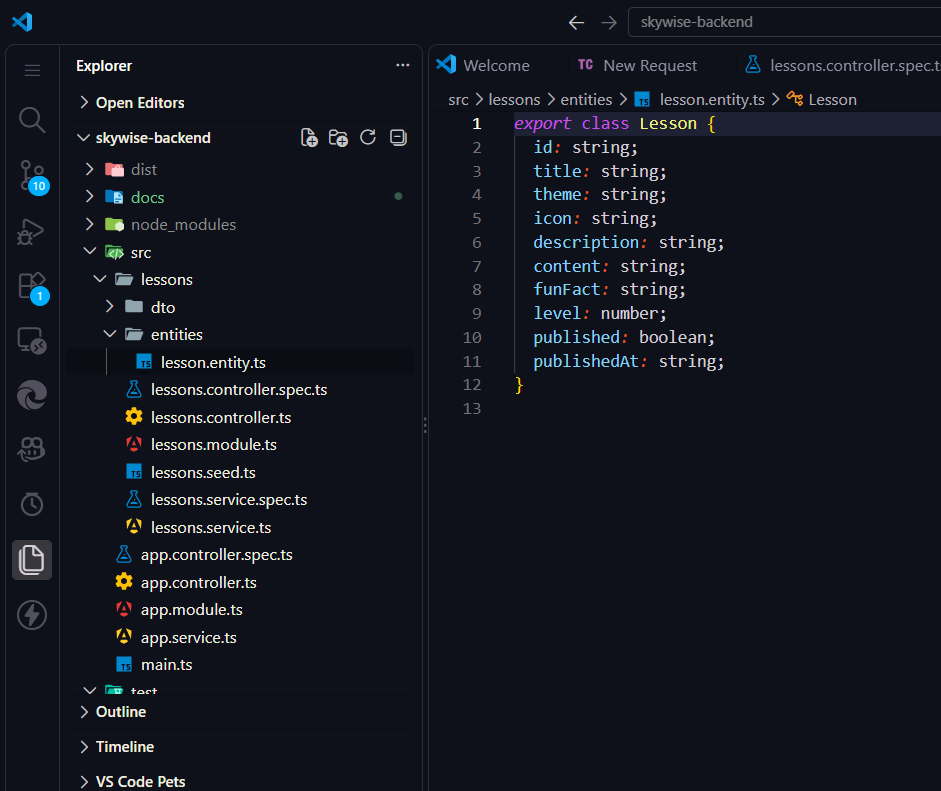 skywise-backend
Explorer
Open Editors
skywise-backend
dist
docs
node_modules
src
lessons
dto
entities
TS lesson.entity.ts
lessons.controller.spec.ts
lessons.controller.ts
lessons.module.ts
TS lessons.seed.ts
lessons.service.spec.ts
lessons.service.ts
app.controller.spec.ts
app.controller.ts
app.module.ts
app.service.ts
TS main.ts
test
Outline
Timeline
VS Code Pets
10
1
Welcome
TC New Request
lessons.controller.spec.t
src > lessons > entities > TS lesson.entity.ts > Lesson
1 export class Lesson {
2 id: string;
3 title: string;
4 theme: string;
5 icon: string;
6 description: string;
7 content: string;
8 funFact: string;
9 level: number;
10 published: boolean;
11 publishedAt: string;
12 }
13